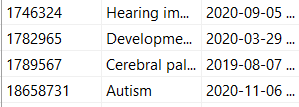 1746324 Hearing im... 2020-09-05 ...
1782965 Developme... 2020-03-29 ...
1789567 Cerebral pal... 2019-08-07 ...
18658731 Autism 2020-11-06 ...